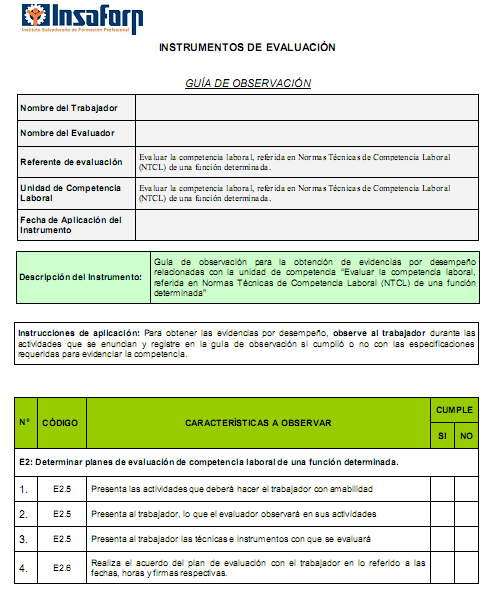 Insaforp
Instituto Salvadoreño de Formación Profesional
INSTRUMENTOS DE EVALUACIÓN
GUÍA DE OBSERVACIÓN
Nombre del Trabajador
Nombre del Evaluador
Referente de evaluación
Evaluar la competencia laboral, referida en Normas Técnicas de Competencia Laboral
(NTCL) de una función determinada.
Unidad de Competencia
Laboral
Evaluar la competencia laboral, referida en Normas Técnicas de Competencia Laboral
(NTCL) de una función determinada.
Fecha de Aplicación del
Instrumento
Descripción del Instrumento:
Guía de observación para la obtención de evidencias por desempeño
relacionadas con la unidad de competencia "Evaluar la competencia laboral,
referida en Normas Técnicas de Competencia Laboral (NTCL) de una función
determinada"
Instrucciones de aplicación: Para obtener las evidencias por desempeño, observe al trabajador durante las
actividades que se enuncian y registre en la guía de observación si cumplió o no con las especificaciones
requeridas para evidenciar la competencia.
N° CÓDIGO CARACTERÍSTICAS A OBSERVAR CUMPLE
SI NO
E2: Determinar planes de evaluación de competencia laboral de una función determinada.
1. E2.5 Presenta las actividades que deberá hacer el trabajador con amabilidad
2. E2.5 Presenta al trabajador, lo que el evaluador observará en sus actividades
3. E2.5 Presenta al trabajador las técnicas e instrumentos con que se evaluará
4. E2.6 Realiza el acuerdo del plan de evaluación con el trabajador en lo referido a las
fechas, horas y firmas respectivas.